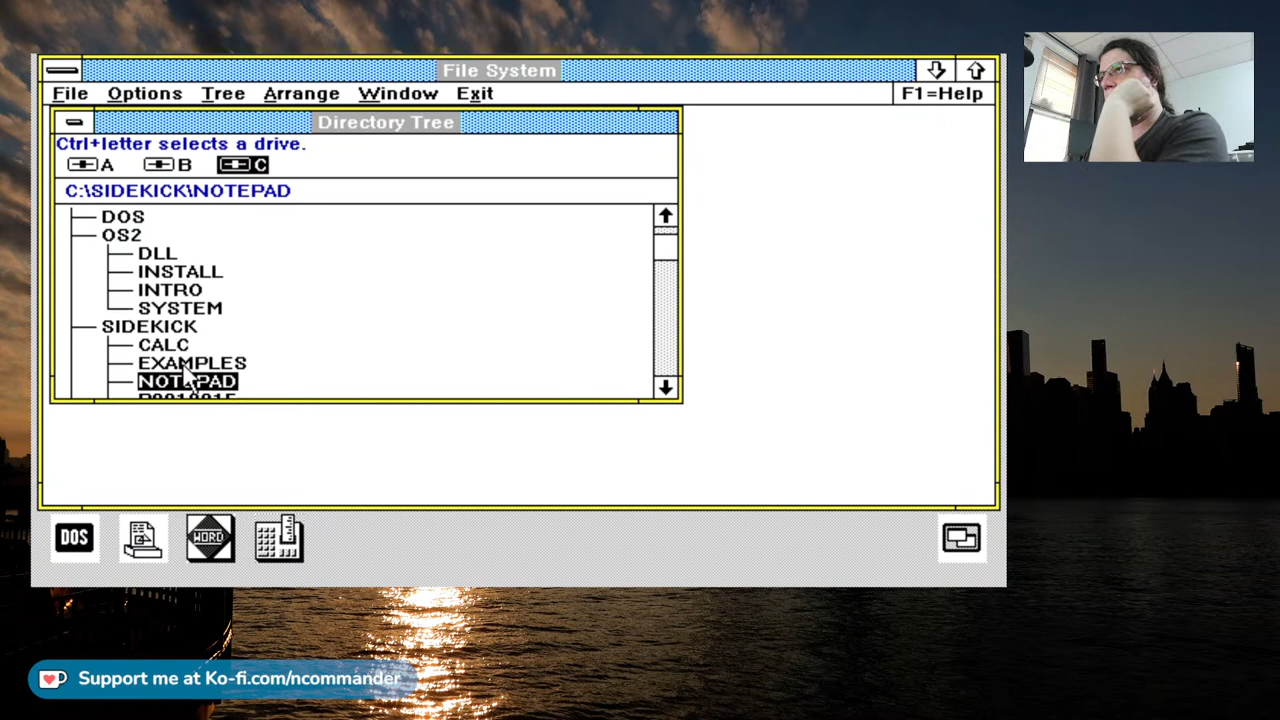 File System
File Options Tree Arrange Window Exit F1=Help
Directory Tree
Ctrl+letter selects a drive.
A B C
C:\SIDEKICK\NOTEPAD
DOS
OS2
DLL
INSTALL
INTRO
SYSTEM
SIDEKICK
CALC
EXAMPLES
NOTEPAD
DOS WORD
Support me at Ko-fi.com/ncommander